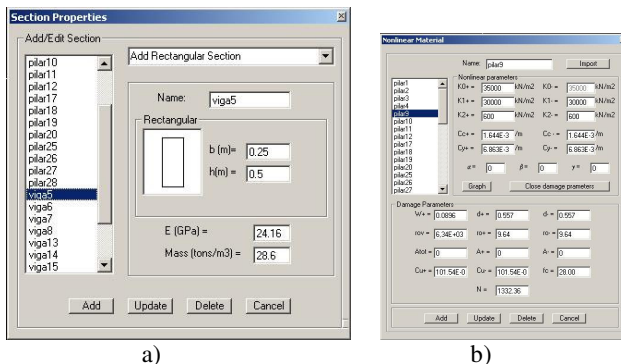 Section Properties
Add/Edit Section
pilar10
pilar11
pilar12
pilar17
pilar18
pilar19
pilar20
pilar25
pilar26
pilar27
pilar28
viga5
viga6
viga7
viga8
viga13
viga14
viga15
Add Rectangular Section
Name: viga5
Rectangular
b (m)= 0.25
h(m) = 0.5
E (GPa) = 24.16
Mass (tons/m3) = 28.6
Add Update Delete Cancel
a)
Nonlinear Material
Name: pilar9 Import
pilar1
pilar2
pilar3
pilar4
pilar9
pilar10
pilar11
pilar12
pilar17
pilar18
pilar19
pilar20
pilar25
pilar26
pilar27
Nonlinear parameters
K0+ = 35000 kN/m2 K0- = 35000 kN/m2
K1+ = 30000 kN/m2 K1- = 30000 kN/m2
K2+ = 600 kN/m2 K2- = 600 kN/m2
Cc+ = 1.644E-3 /m Cc- = 1.644E-3 /m
Cy+ = 6.863E-3 /m Cy- = 6.863E-3 /m
α = 0 β = 0 γ = 0
Graph Close damage prameters
Damage Parameters
W+ = 0.0896 d+ = 0.557 d- = 0.557
rov = 6,34E+03 ro+ = 9.64 ro- = 9.64
Atot = 0 A+ = 0 A- = 0
Cu+ = 101.54E-0 Cu- = 101.54E-0 fc = 28.00
N = 1332.36
Add Update Delete Cancel
b)